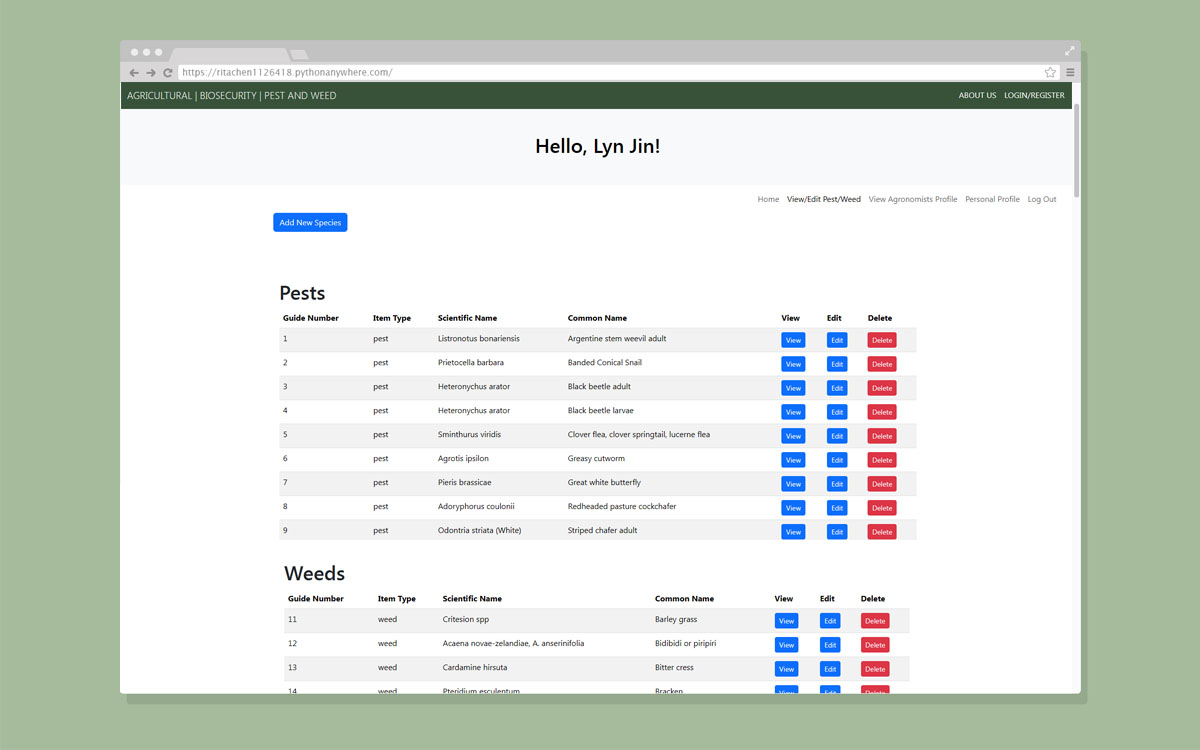 https://ritachen1126418.pythonanywhere.com/
AGRICULTURAL | BIOSECURITY | PEST AND WEED ABOUT US LOGIN/REGISTER
Hello, Lyn Jin!
Home View/Edit Pest/Weed View Agronomists Profile Personal Profile Log Out
Add New Species
Pests
Guide Number Item Type Scientific Name Common Name View Edit Delete
1 pest Listronotus bonariensis Argentine stem weevil adult View Edit Delete
2 pest Prietocella barbara Banded Conical Snail View Edit Delete
3 pest Heteronychus arator Black beetle adult View Edit Delete
4 pest Heteronychus arator Black beetle larvae View Edit Delete
5 pest Sminthurus viridis Clover flea, clover springtail, lucerne flea View Edit Delete
6 pest Agrotis ipsilon Greasy cutworm View Edit Delete
7 pest Pieris brassicae Great white butterfly View Edit Delete
8 pest Adoryphorus coulonii Redheaded pasture cockchafer View Edit Delete
9 pest Odontria striata (White) Striped chafer adult View Edit Delete
Weeds
Guide Number Item Type Scientific Name Common Name View Edit Delete
11 weed Critesion spp Barley grass View Edit Delete
12 weed Acaena novae-zelandiae, A. anserinifolia Bidibidi or piripiri View Edit Delete
13 weed Cardamine hirsuta Bitter cress View Edit Delete
14 weed Pteridium esculentum Bracken View Edit Delete